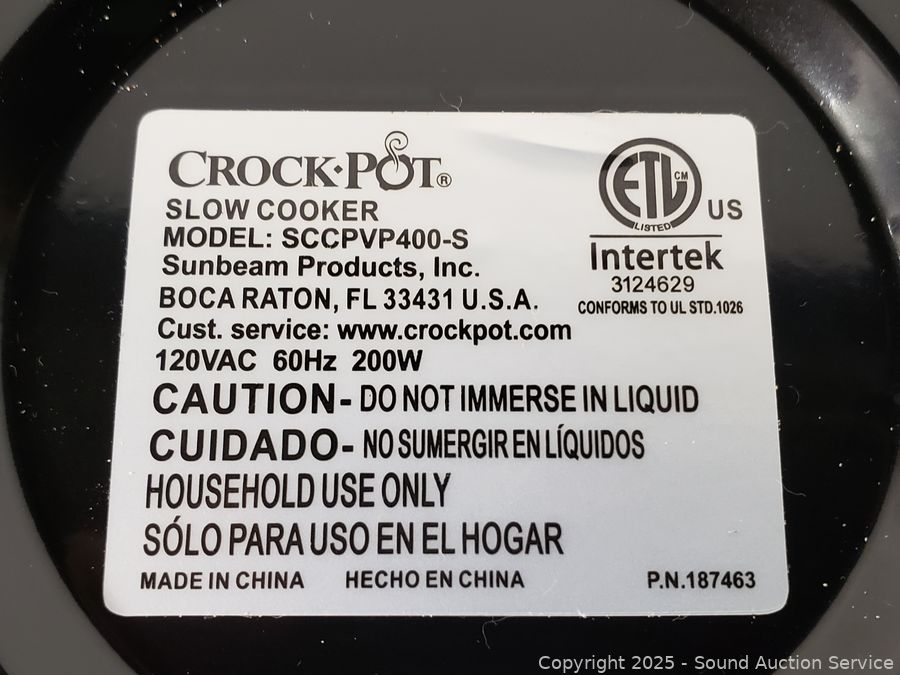 CROCK·POT®
SLOW COOKER
MODEL: SCCPVP400-S
Sunbeam Products, Inc.
BOCA RATON, FL 33431 U.S.A.
Cust. service: www.crockpot.com
120VAC 60Hz 200W
ETL CM
LISTED
US
Intertek
3124629
CONFORMS TO UL STD.1026
CAUTION- DO NOT IMMERSE IN LIQUID
CUIDADO- NO SUMERGIR EN LÍQUIDOS
HOUSEHOLD USE ONLY
SÓLO PARA USO EN EL HOGAR
MADE IN CHINA HECHO EN CHINA P.N.187463
Copyright 2025 - Sound Auction Service